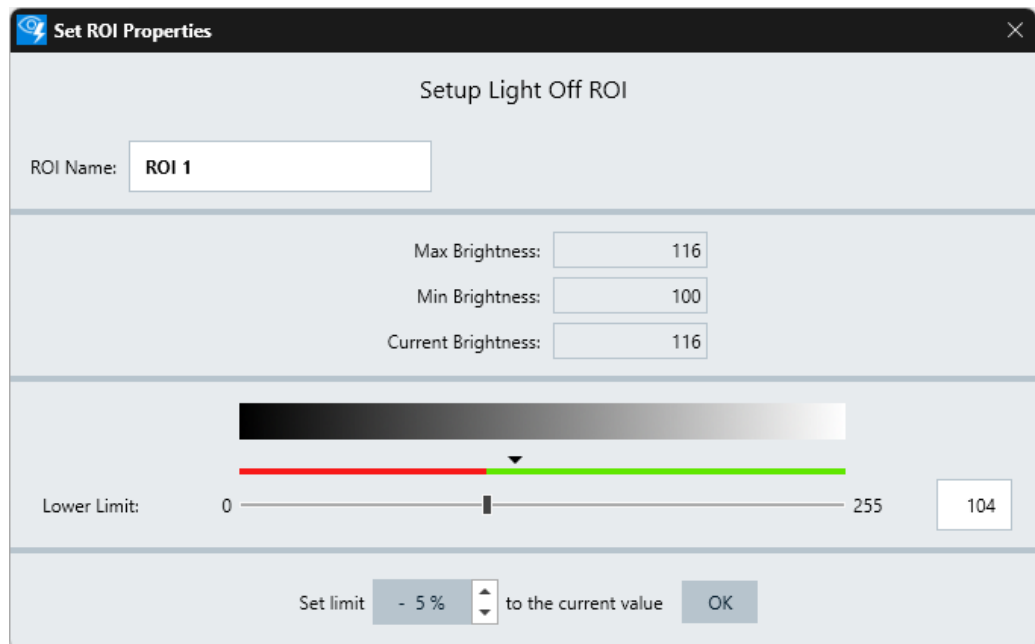 Set ROI Properties
Setup Light Off ROI
ROI Name: ROI 1
Max Brightness: 116
Min Brightness: 100
Current Brightness: 116
Lower Limit: 0 255 104
Set limit - 5 % to the current value OK